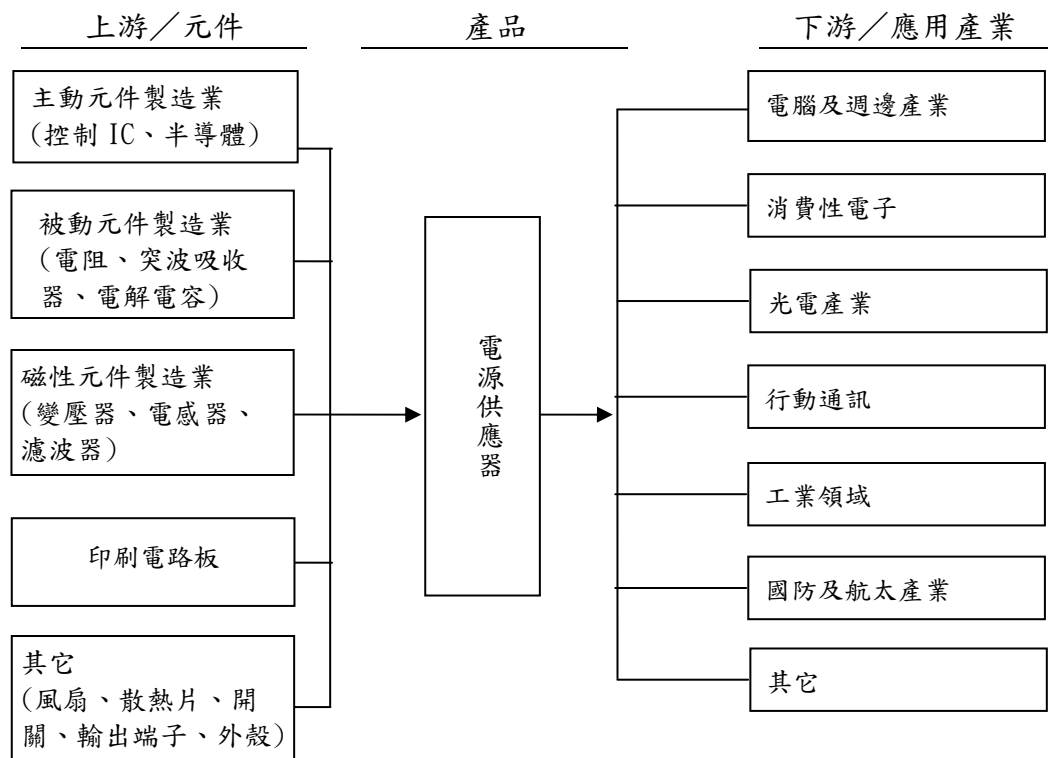 上游／元件
主動元件製造業
(控制 IC、半導體)
被動元件製造業
(電阻、突波吸收
器、電解電容)
磁性元件製造業
(變壓器、電感器、
濾波器)
印刷電路板
其它
(風扇、散熱片、開
關、輸出端子、外殼)
產品
電源供應器
下游／應用產業
電腦及週邊產業
消費性電子
光電產業
行動通訊
工業領域
國防及航太產業
其它